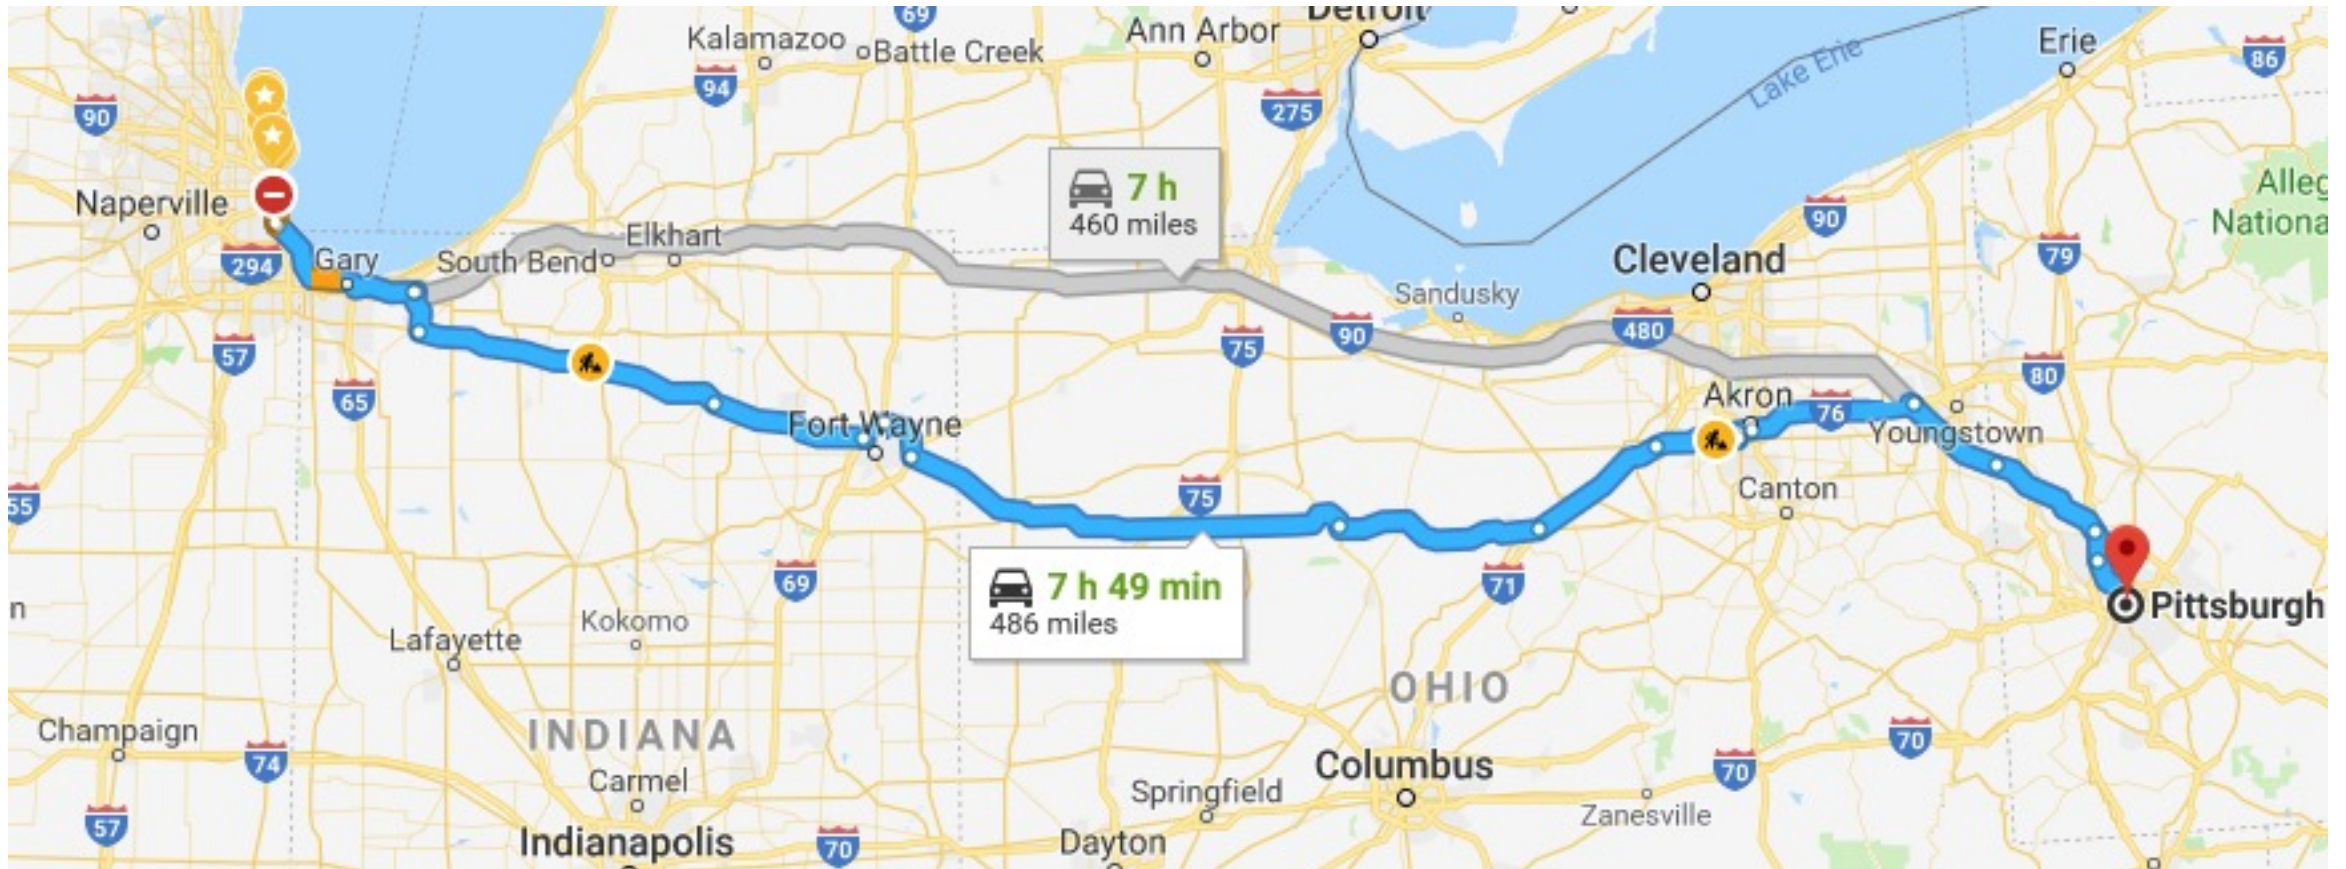 69
Detroit
Ann Arbor
Kalamazoo
Battle Creek
Erie
86
94
90
275
Lake Erie
7 h
460 miles
Alleg
Nationa
Naperville
90
Elkhart
Cleveland
79
294
Gary
South Bend
Sandusky
480
90
75
57
80
65
Akron
76
Fort Wayne
Youngstown
55
75
Canton
7 h 49 min
486 miles
69
71
n
Kokomo
Pittsburgh
Lafayette
OHIO
Champaign
INDIANA
74
70
Columbus
70
Carmel
Springfield
Zanesville
57
Indianapolis
70
Dayton